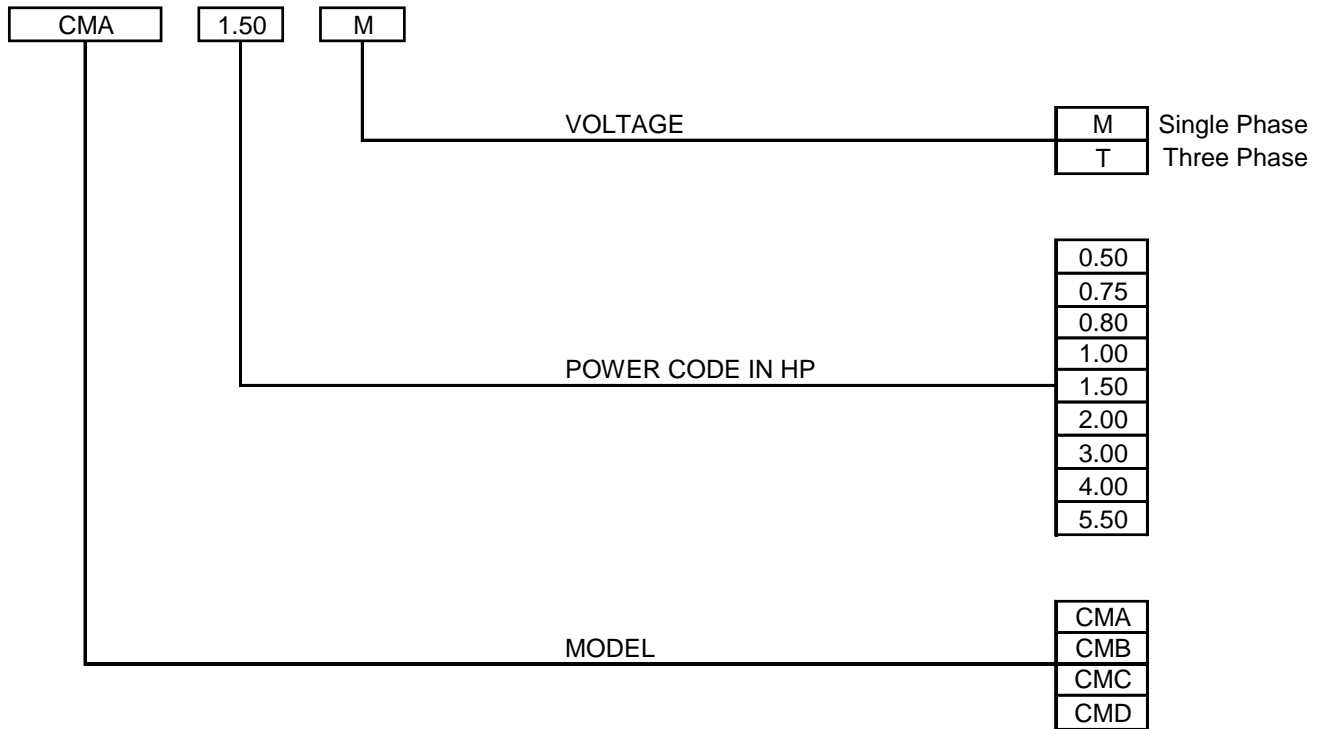 CMA 1.50 M
VOLTAGE M Single Phase
T Three Phase
0.50
0.75
0.80
1.00
POWER CODE IN HP
1.50
2.00
3.00
4.00
5.50
CMA
MODEL CMB
CMC
CMD